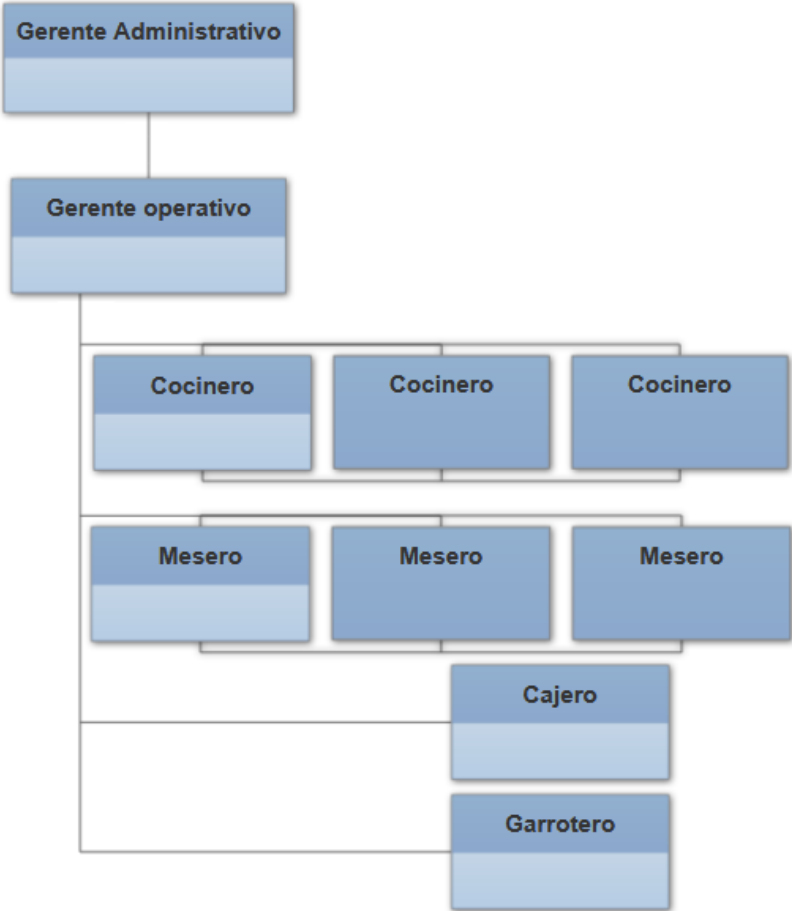 Gerente Administrativo
Gerente operativo
Cocinero
Cocinero
Cocinero
Mesero
Mesero
Mesero
Cajero
Garrotero